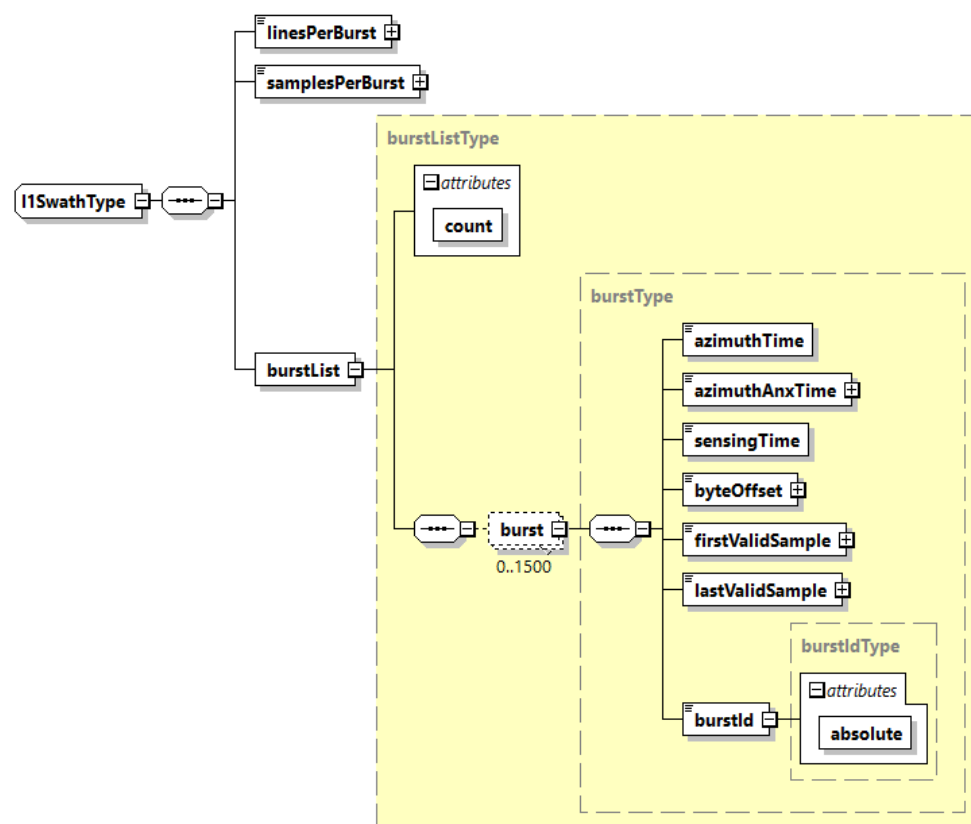 linesPerBurst
samplesPerBurst
burstListType
attributes
l1SwathType
count
burstType
azimuthTime
burstList
azimuthAnxTime
sensingTime
byteOffset
burst
firstValidSample
0..1500
lastValidSample
burstIdType
attributes
burstId
absolute